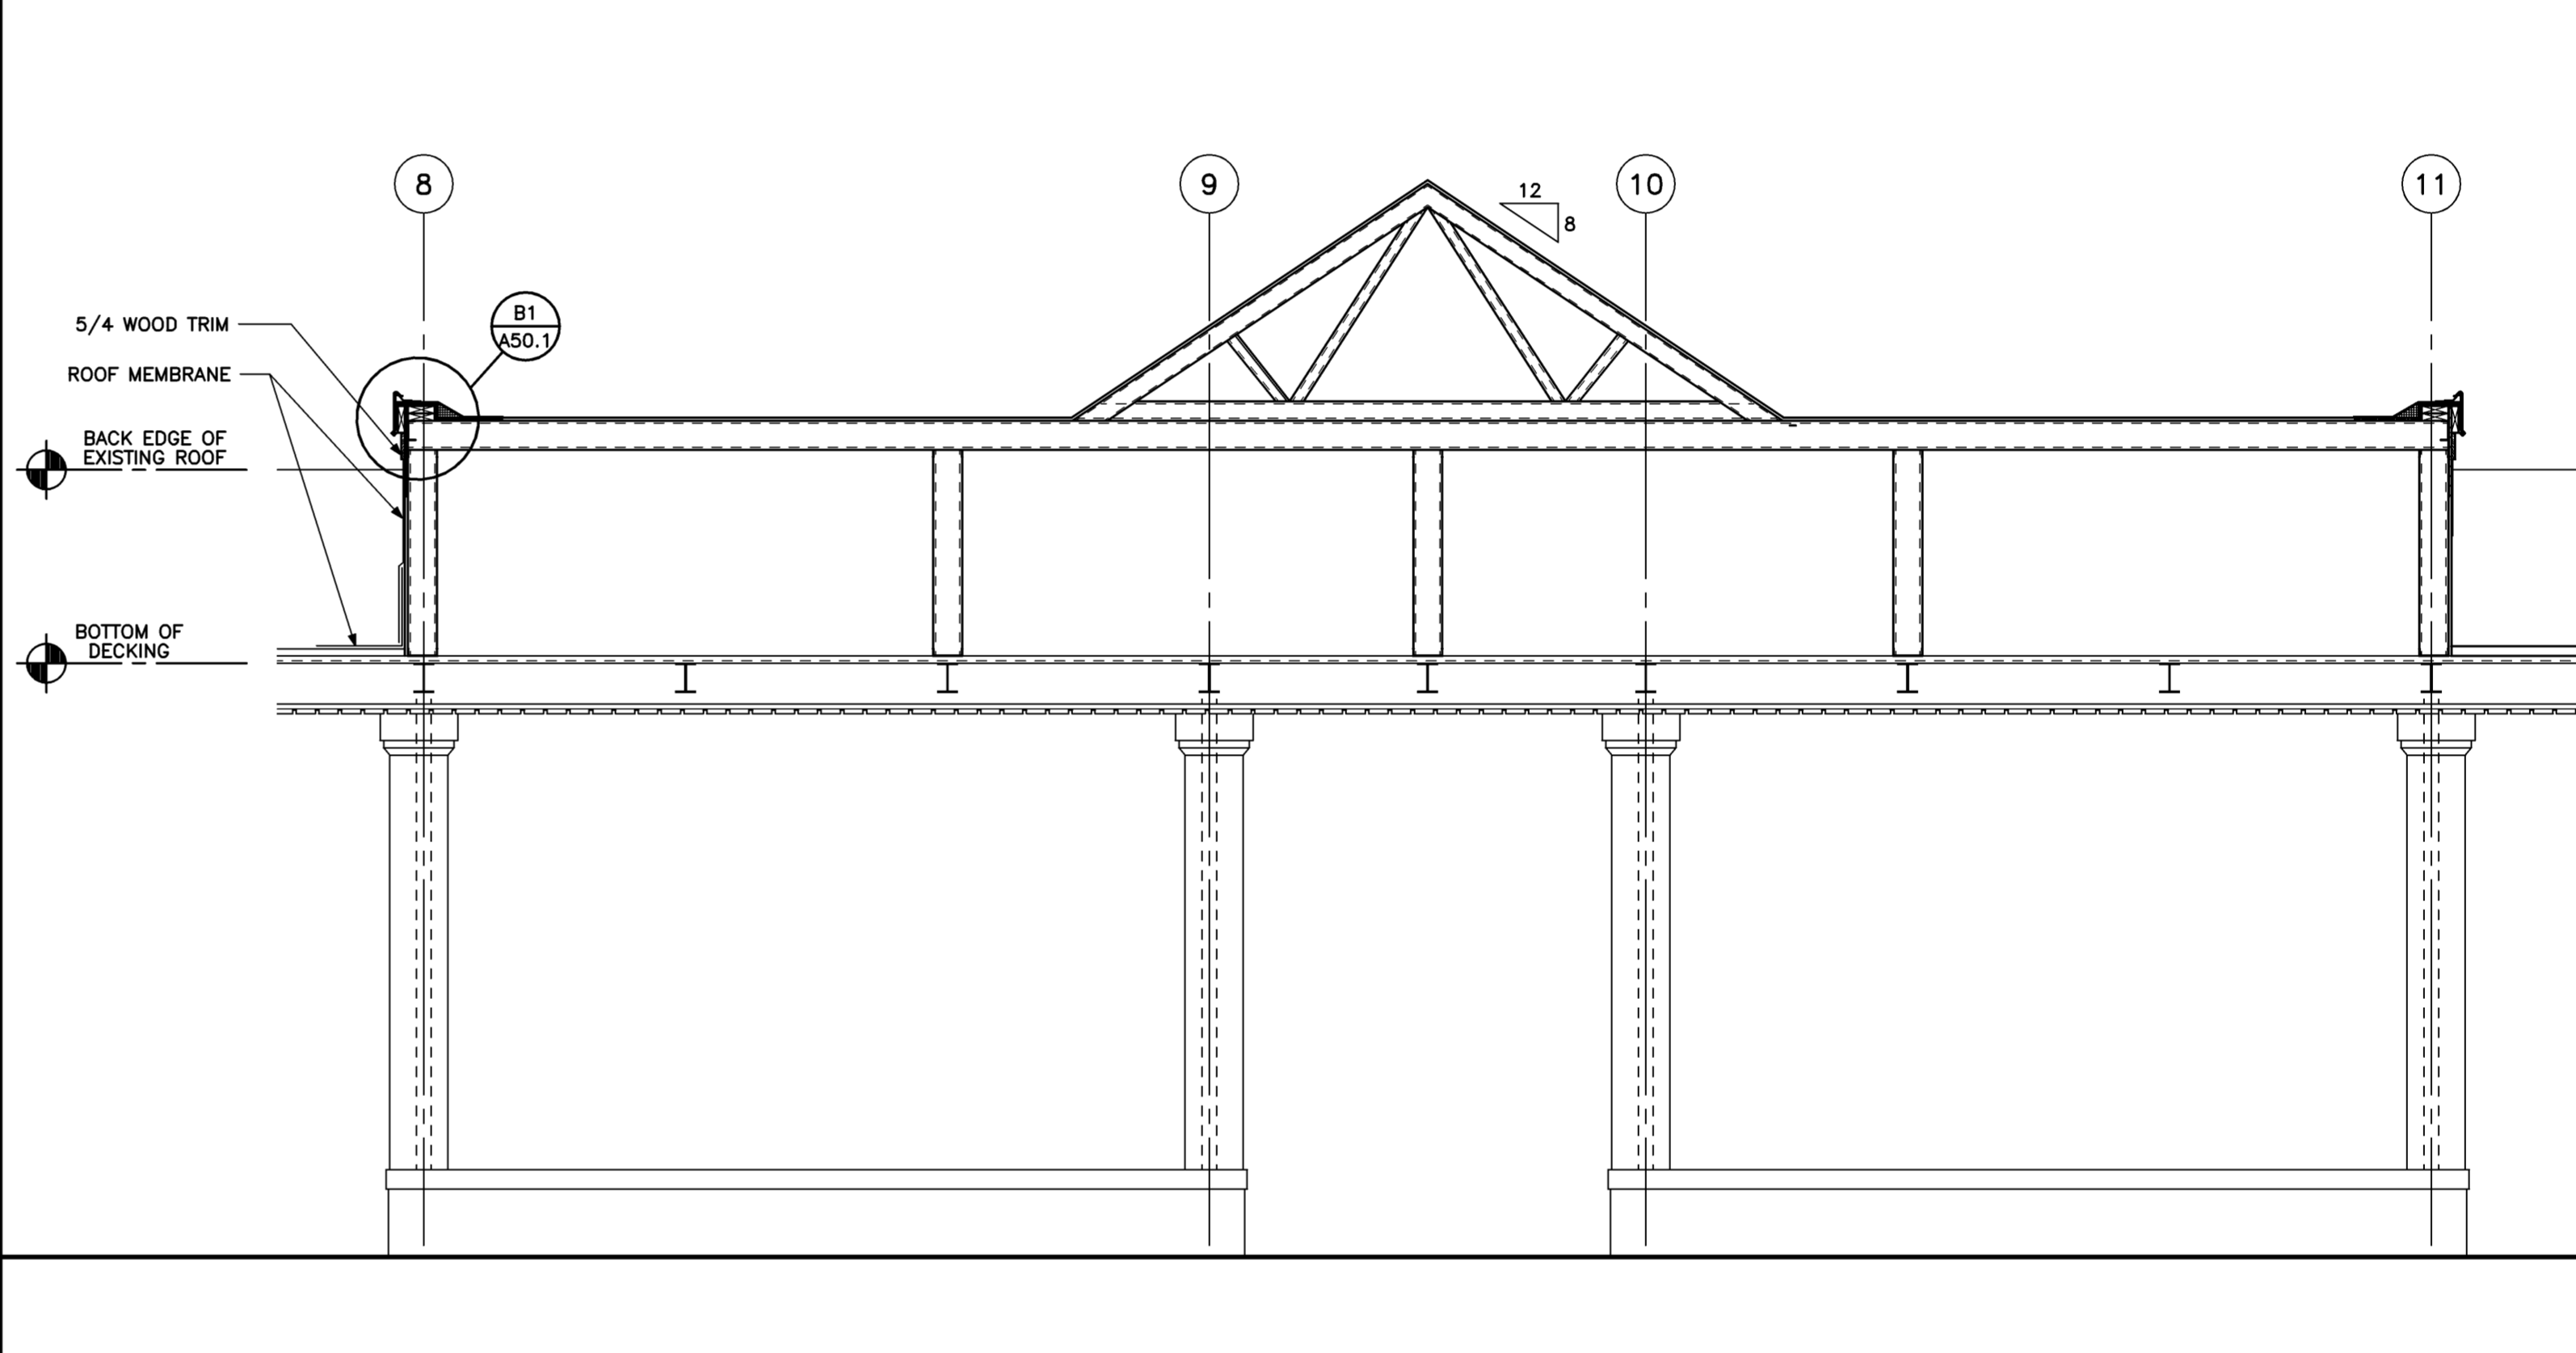 8
9
10
11
12
8
5/4 WOOD TRIM
B1
A50.1
ROOF MEMBRANE
BACK EDGE OF
EXISTING ROOF
BOTTOM OF
DECKING